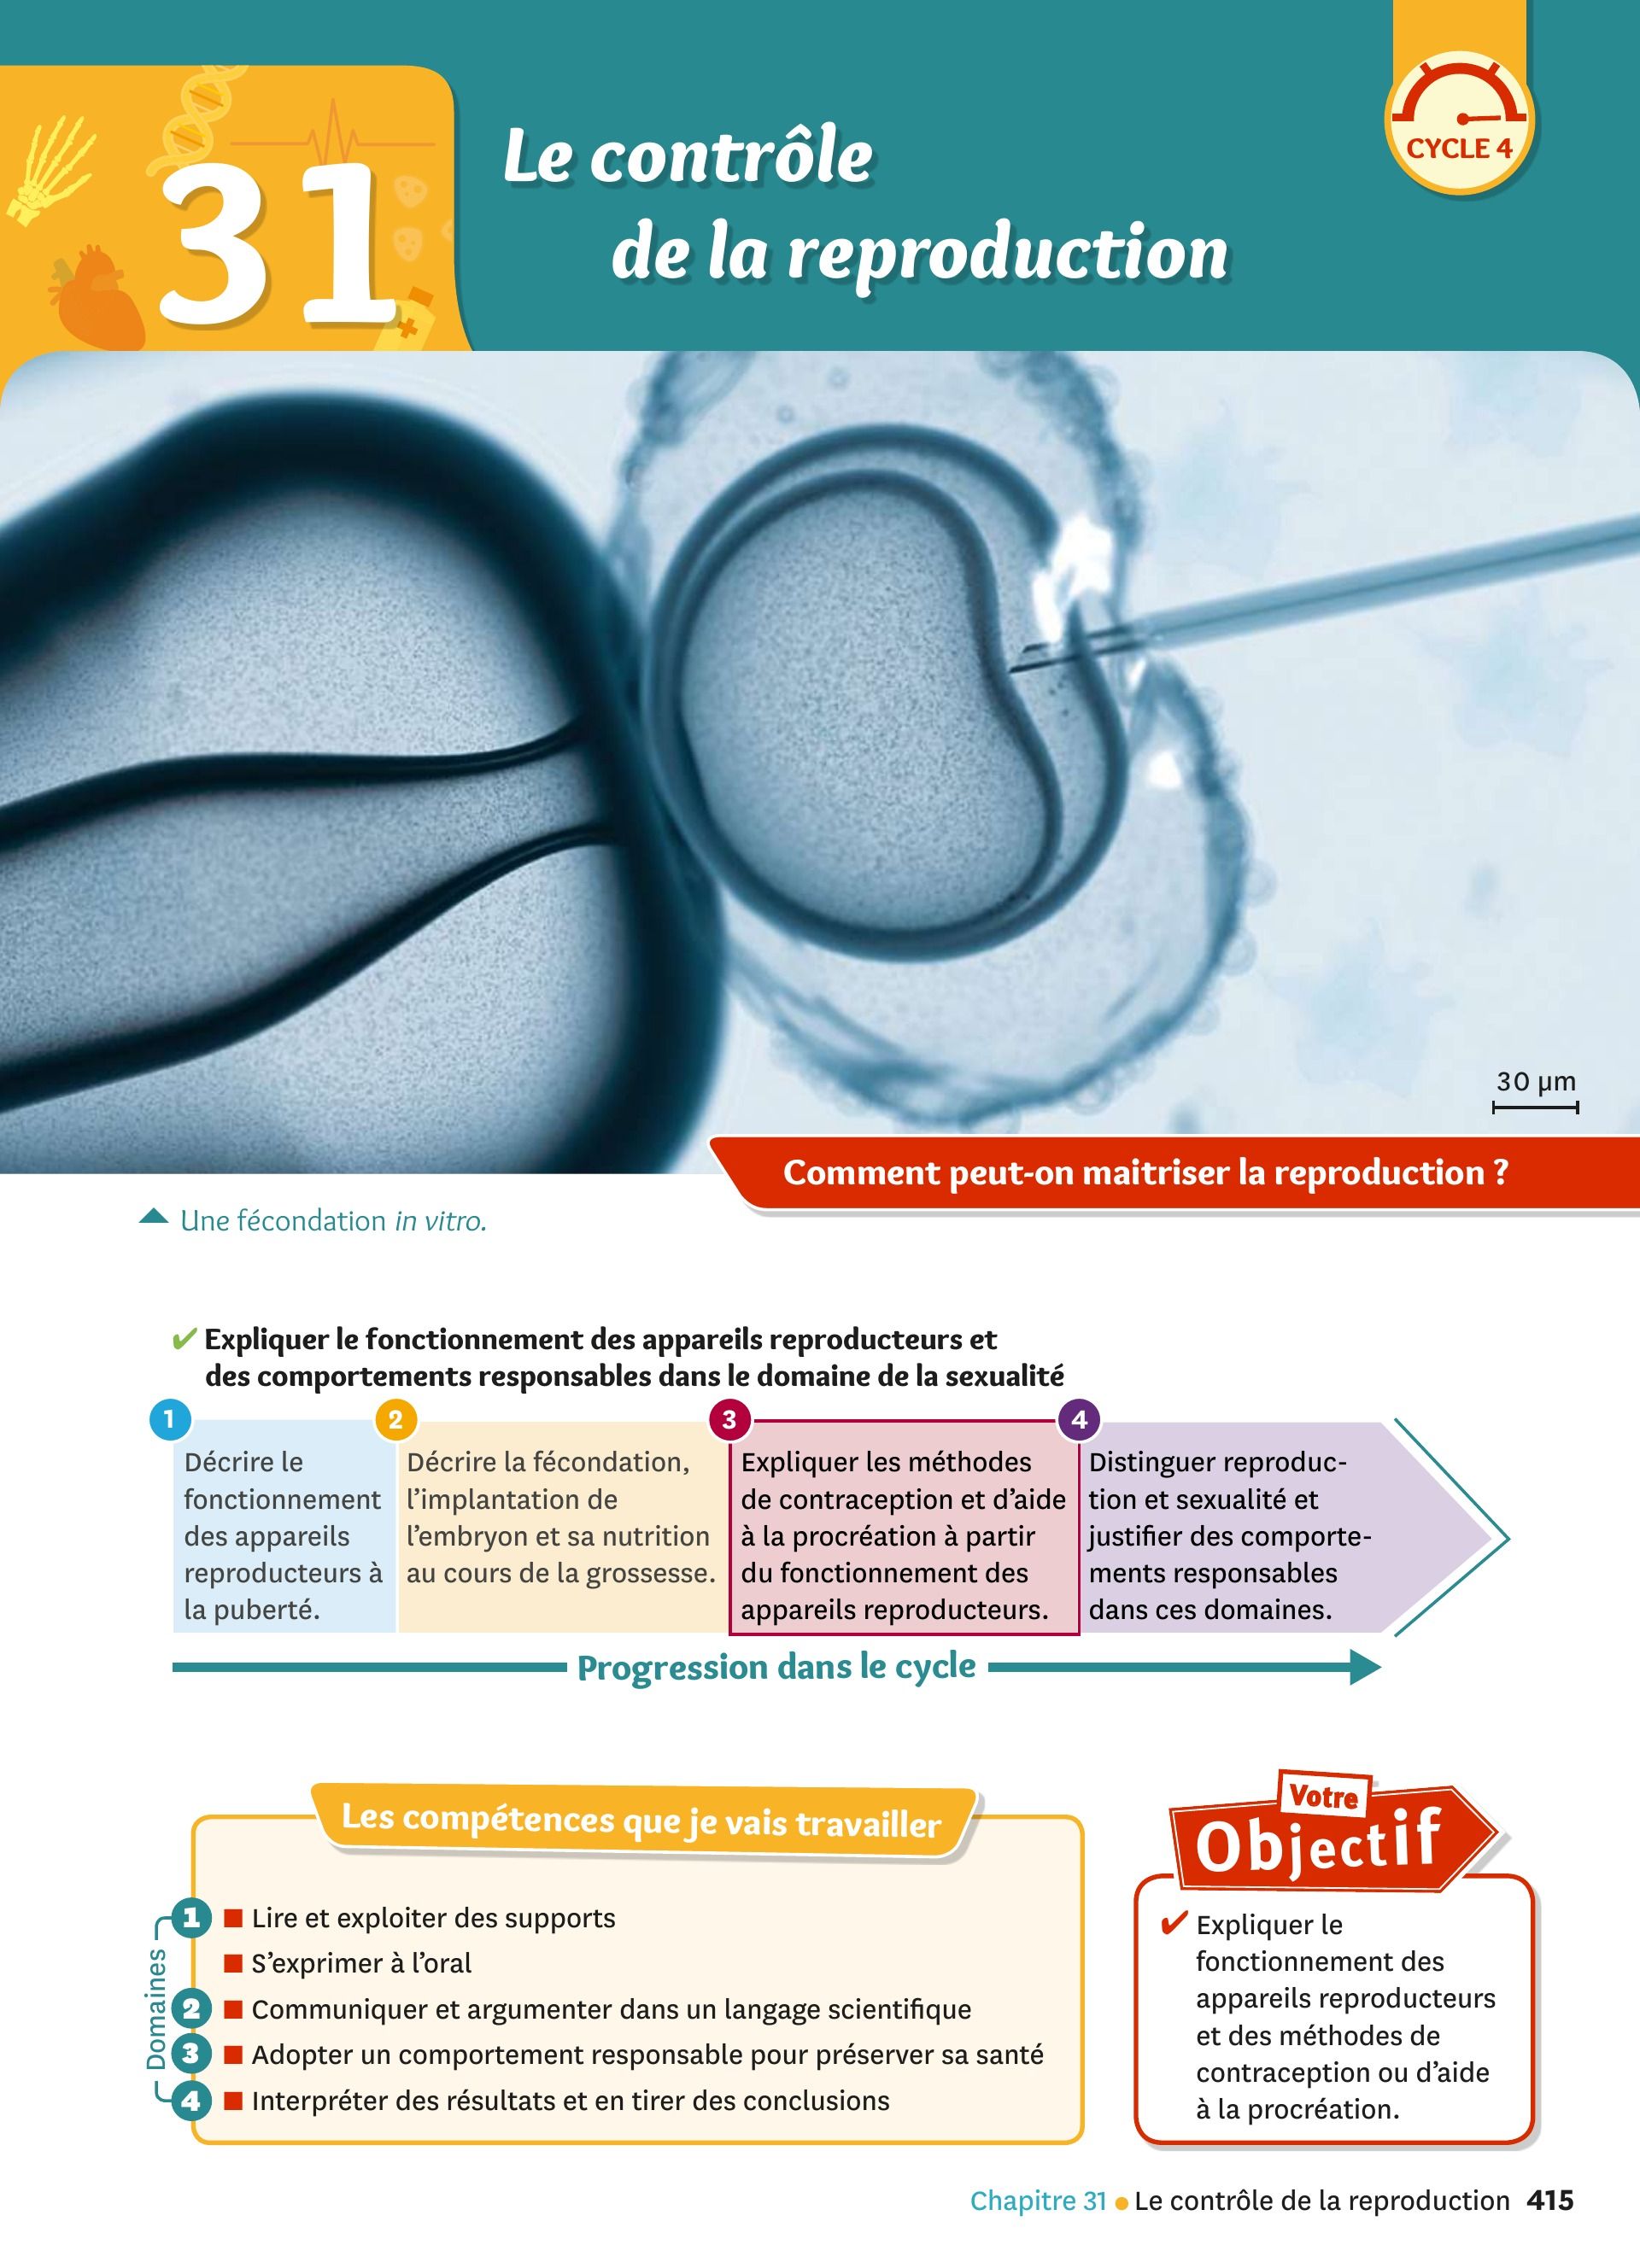 31
Le contrôle
de la reproduction
CYCLE 4
30 µm
Comment peut-on maitriser la reproduction ?
Une fécondation in vitro.
✔ Expliquer le fonctionnement des appareils reproducteurs et
des comportements responsables dans le domaine de la sexualité
1
Décrire le
fonctionnement
des appareils
reproducteurs à
la puberté.
2
Décrire la fécondation,
l’implantation de
l’embryon et sa nutrition
au cours de la grossesse.
3
Expliquer les méthodes
de contraception et d’aide
à la procréation à partir
du fonctionnement des
appareils reproducteurs.
4
Distinguer reproduc-
tion et sexualité et
justifier des comporte-
ments responsables
dans ces domaines.
Progression dans le cycle
Les compétences que je vais travailler
Domaines
1 ■ Lire et exploiter des supports
■ S’exprimer à l’oral
2 ■ Communiquer et argumenter dans un langage scientifique
3 ■ Adopter un comportement responsable pour préserver sa santé
4 ■ Interpréter des résultats et en tirer des conclusions
Votre
Objectif
✔ Expliquer le
fonctionnement des
appareils reproducteurs
et des méthodes de
contraception ou d’aide
à la procréation.
Chapitre 31 ● Le contrôle de la reproduction 415